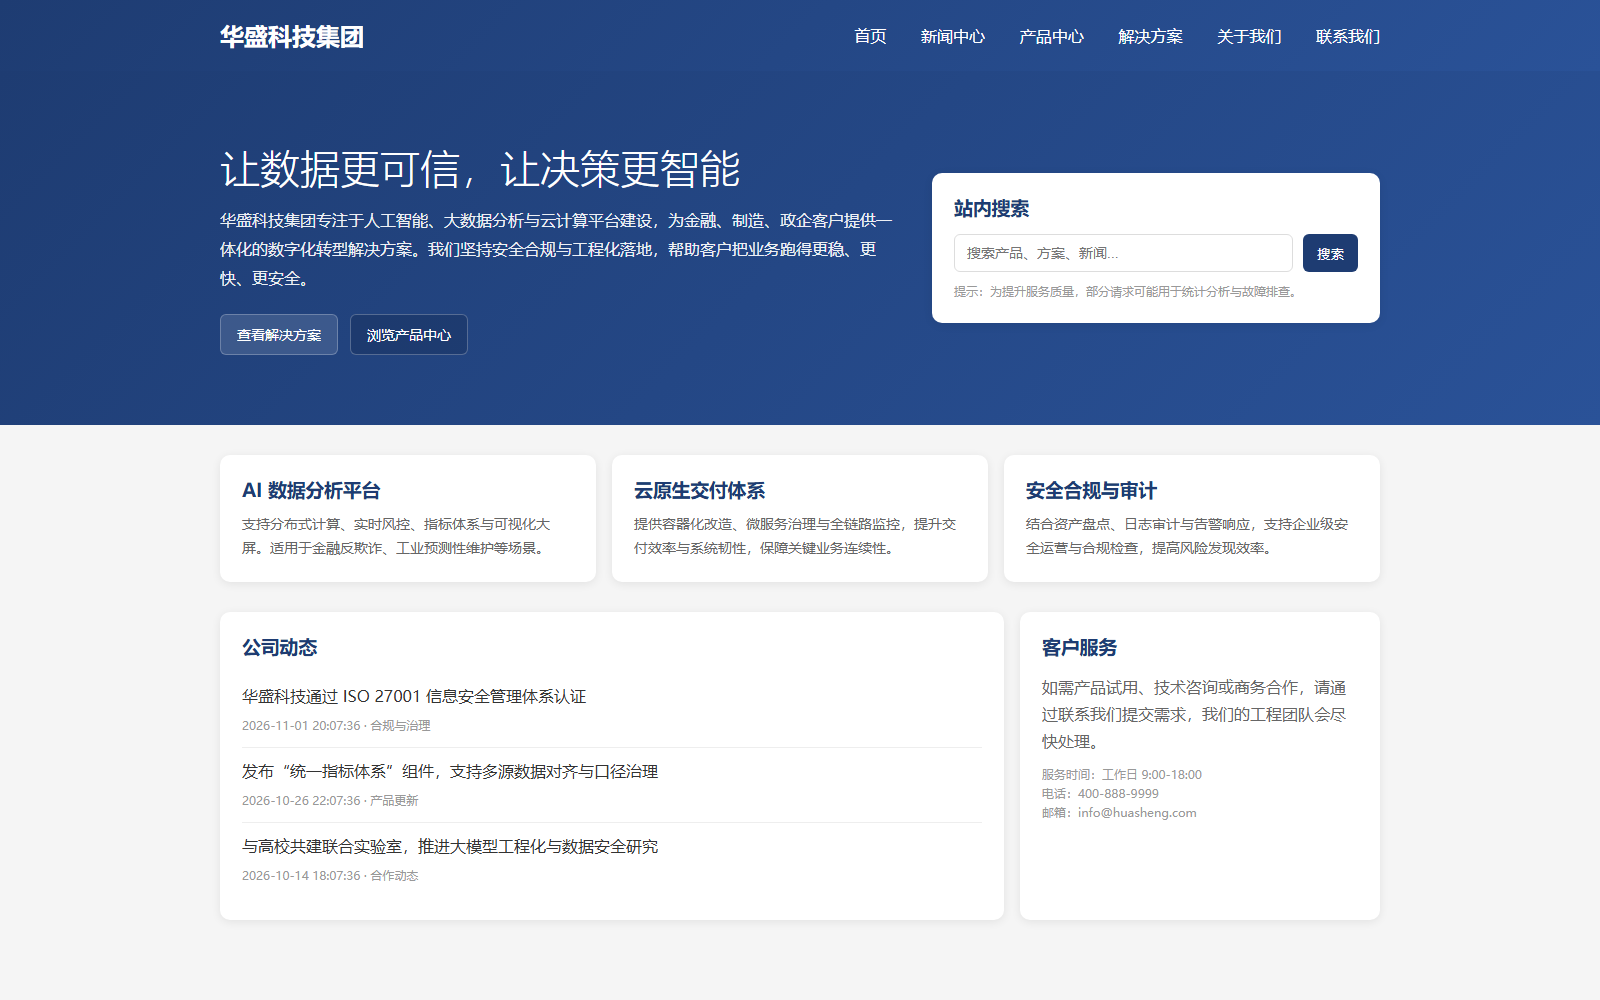 华盛科技集团
首页 新闻中心 产品中心 解决方案 关于我们 联系我们
让数据更可信，让决策更智能
华盛科技集团专注于人工智能、大数据分析与云计算平台建设，为金融、制造、政企客户提供一
体化的数字化转型解决方案。我们坚持安全合规与工程化落地，帮助客户把业务跑得更稳、更
快、更安全。
查看解决方案 浏览产品中心
站内搜索
搜索产品、方案、新闻... 搜索
提示：为提升服务质量，部分请求可能用于统计分析与故障排查。
AI 数据分析平台
支持分布式计算、实时风控、指标体系与可视化大
屏。适用于金融反欺诈、工业预测性维护等场景。
云原生交付体系
提供容器化改造、微服务治理与全链路监控，提升交
付效率与系统韧性，保障关键业务连续性。
安全合规与审计
结合资产盘点、日志审计与告警响应，支持企业级安
全运营与合规检查，提高风险发现效率。
公司动态
华盛科技通过 ISO 27001 信息安全管理体系认证
2026-11-01 20:07:36 · 合规与治理
发布“统一指标体系”组件，支持多源数据对齐与口径治理
2026-10-26 22:07:36 · 产品更新
与高校共建联合实验室，推进大模型工程化与数据安全研究
2026-10-14 18:07:36 · 合作动态
客户服务
如需产品试用、技术咨询或商务合作，请通
过联系我们提交需求，我们的工程团队会尽
快处理。
服务时间：工作日 9:00-18:00
电话：400-888-9999
邮箱：info@huasheng.com